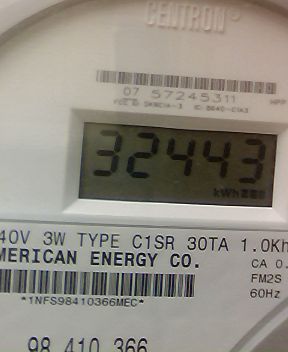 CENTRON®
07 57245311
HPP
32443
kWh
40V 3W TYPE C1SR 30TA 1.0Kh
MERICAN ENERGY CO.
CA 0.
FM2S
60Hz
*1NFS98410366MEC*
98 410 366